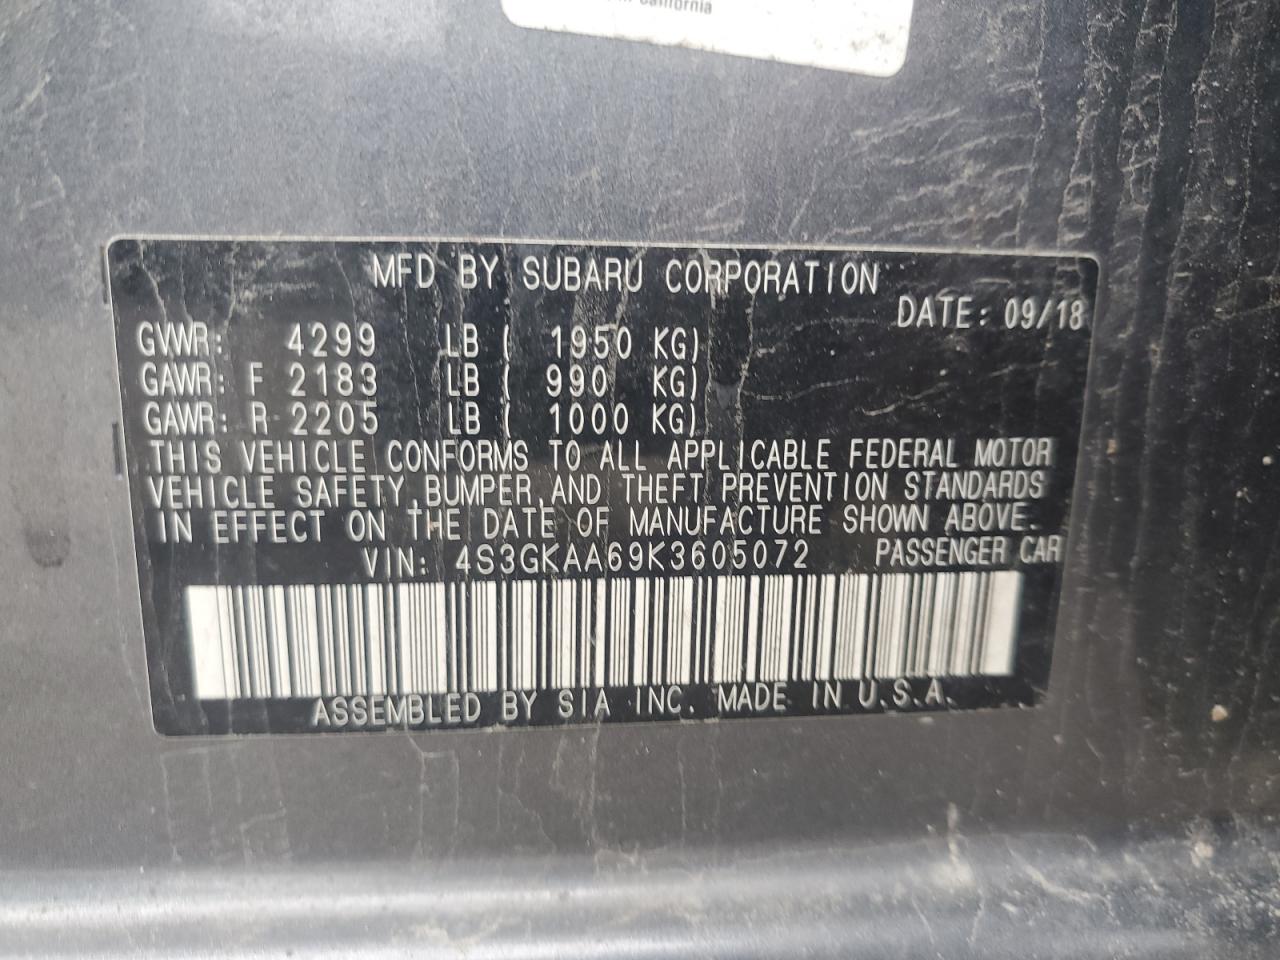 California
MFD BY SUBARU CORPORATION
DATE: 09/18
GVWR: 4299 LB ( 1950 KG)
GAWR: F 2183 LB ( 990 KG)
GAWR: R 2205 LB ( 1000 KG)
THIS VEHICLE CONFORMS TO ALL APPLICABLE FEDERAL MOTOR
VEHICLE SAFETY, BUMPER, AND THEFT PREVENTION STANDARDS
IN EFFECT ON THE DATE OF MANUFACTURE SHOWN ABOVE.
VIN: 4S3GKAA69K3605072 PASSENGER CAR
ASSEMBLED BY SIA INC. MADE IN U.S.A.